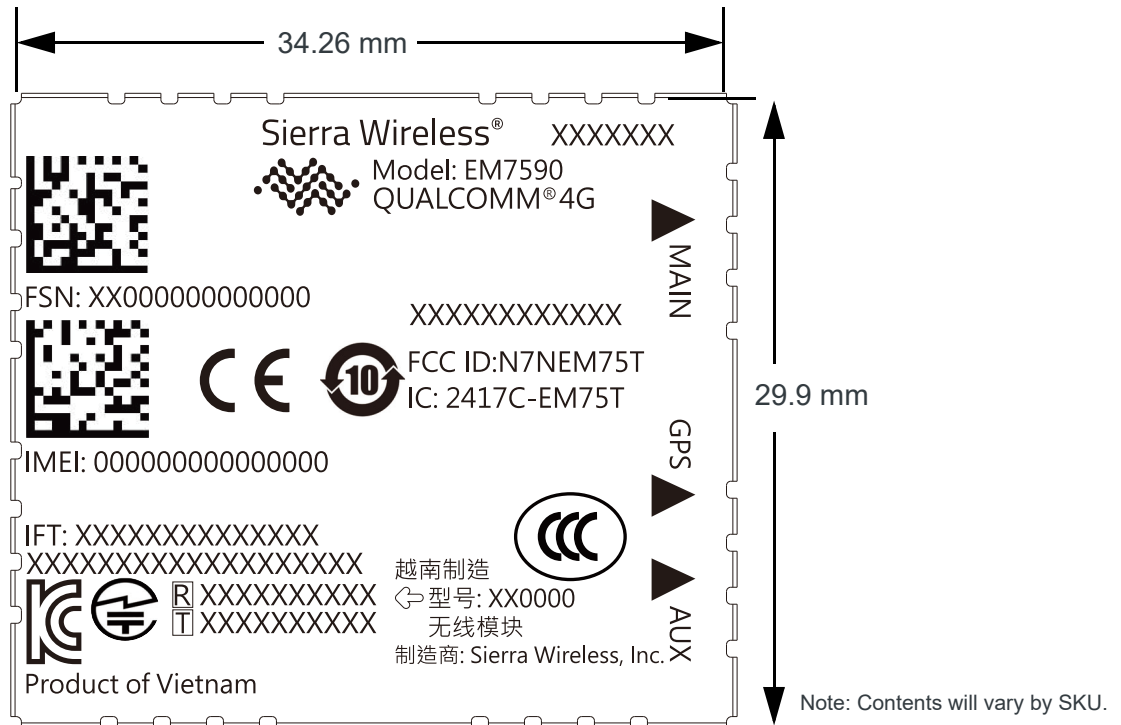 34.26 mm
Sierra Wireless® XXXXXXX
Model: EM7590
QUALCOMM® 4G
MAIN
FSN: XX000000000000
XXXXXXXXXXXX
CE 10 FCC ID:N7NEM75T
IC: 2417C-EM75T
29.9 mm
GPS
IMEI: 000000000000000
CCC
IFT: XXXXXXXXXXXXXX
XXXXXXXXXXXXXXXXXXX
越南制造
R XXXXXXXXXX
型号: XX0000
T XXXXXXXXXX
无线模块
AUX
制造商: Sierra Wireless, Inc.
KC
Product of Vietnam
Note: Contents will vary by SKU.